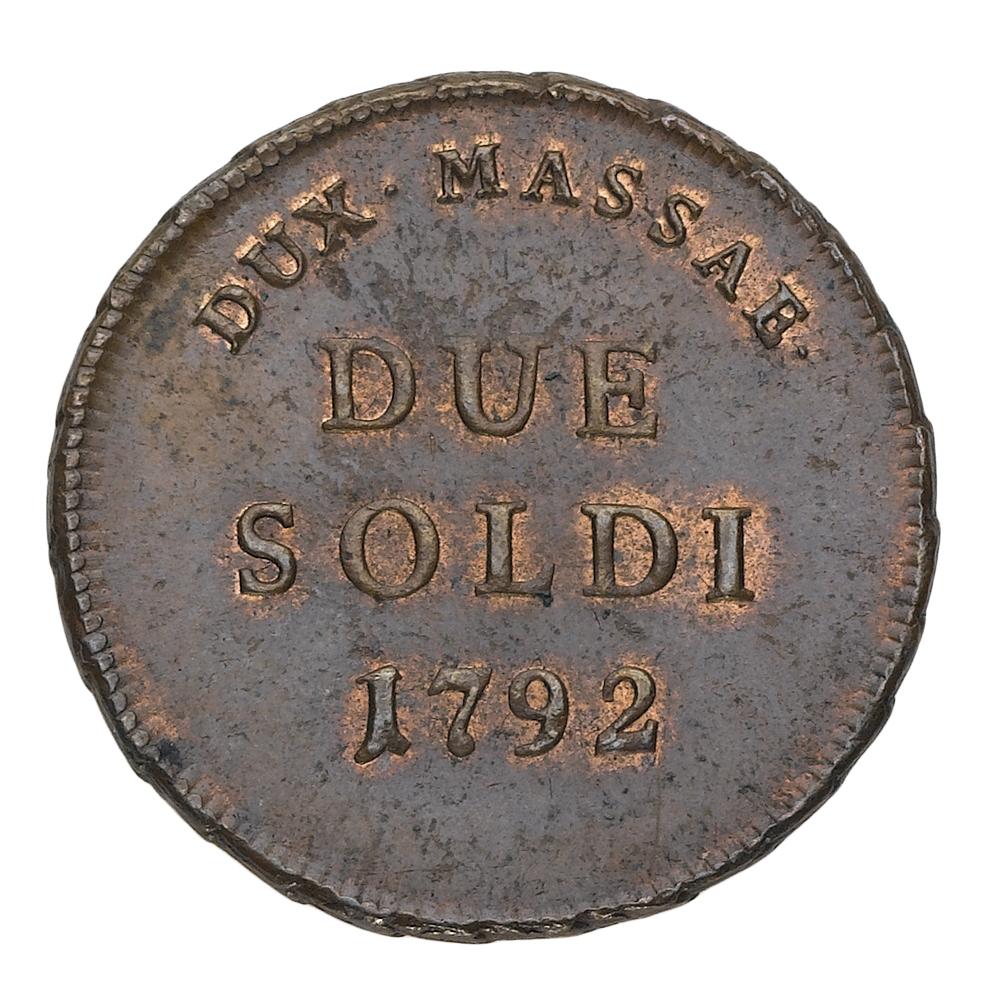 DUX · MASSAE ·
DUE
SOLDI
1792